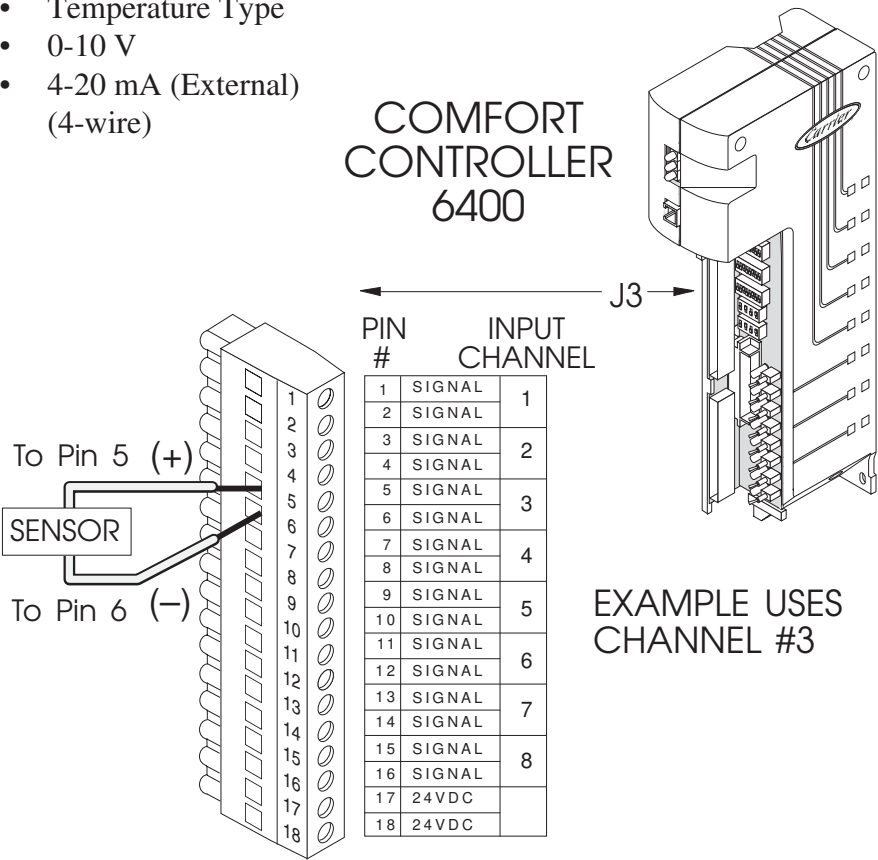 • Temperature Type
• 0-10 V
• 4-20 mA (External)
(4-wire)
COMFORT
CONTROLLER
6400
Carrier
J3
PIN
#
INPUT
CHANNEL
1 SIGNAL 1
2 SIGNAL
3 SIGNAL 2
4 SIGNAL
5 SIGNAL 3
6 SIGNAL
7 SIGNAL 4
8 SIGNAL
9 SIGNAL 5
10 SIGNAL
11 SIGNAL 6
12 SIGNAL
13 SIGNAL 7
14 SIGNAL
15 SIGNAL 8
16 SIGNAL
17 24VDC
18 24VDC
1
2
3
4
5
6
7
8
9
10
11
12
13
14
15
16
17
18
To Pin 5 (+)
SENSOR
To Pin 6 (–)
EXAMPLE USES
CHANNEL #3